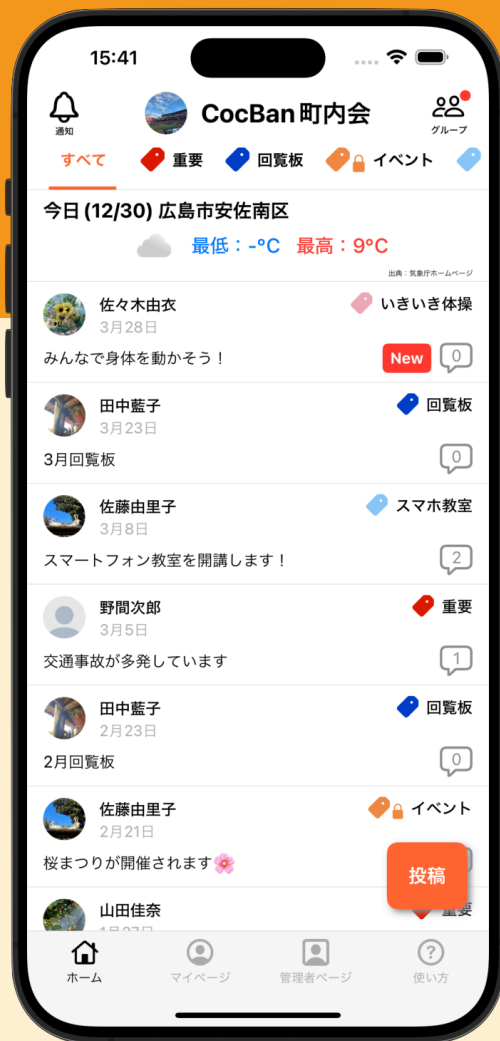 15:41
通知
CocBan町内会
グループ
すべて 重要 回覧板 イベント
今日(12/30) 広島市安佐南区
最低：-℃ 最高：9℃
出典：気象庁ホームページ
佐々木由衣 いきいき体操
3月28日
みんなで身体を動かそう！ New 0
田中藍子 回覧板
3月23日
3月回覧板 0
佐藤由里子 スマホ教室
3月8日
スマートフォン教室を開講します！ 2
野間次郎 重要
3月5日
交通事故が多発しています 1
田中藍子 回覧板
2月23日
2月回覧板 0
佐藤由里子 イベント
2月21日
桜まつりが開催されます🌸
投稿
山田佳奈 重要
1月27日
ホーム マイページ 管理者ページ 使い方